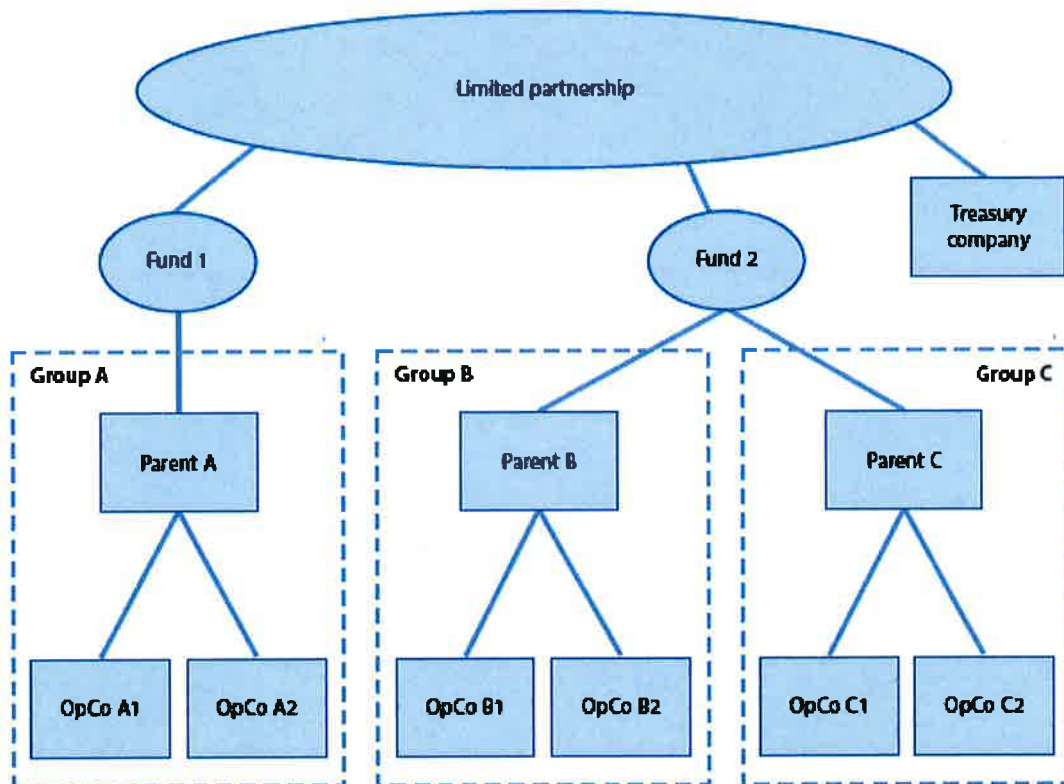 Limited partnership
Treasury
company
Fund 1
Fund 2
Group A
Group B
Group C
Parent A
Parent B
Parent C
OpCo A1
OpCo A2
OpCo B1
OpCo B2
OpCo C1
OpCo C2